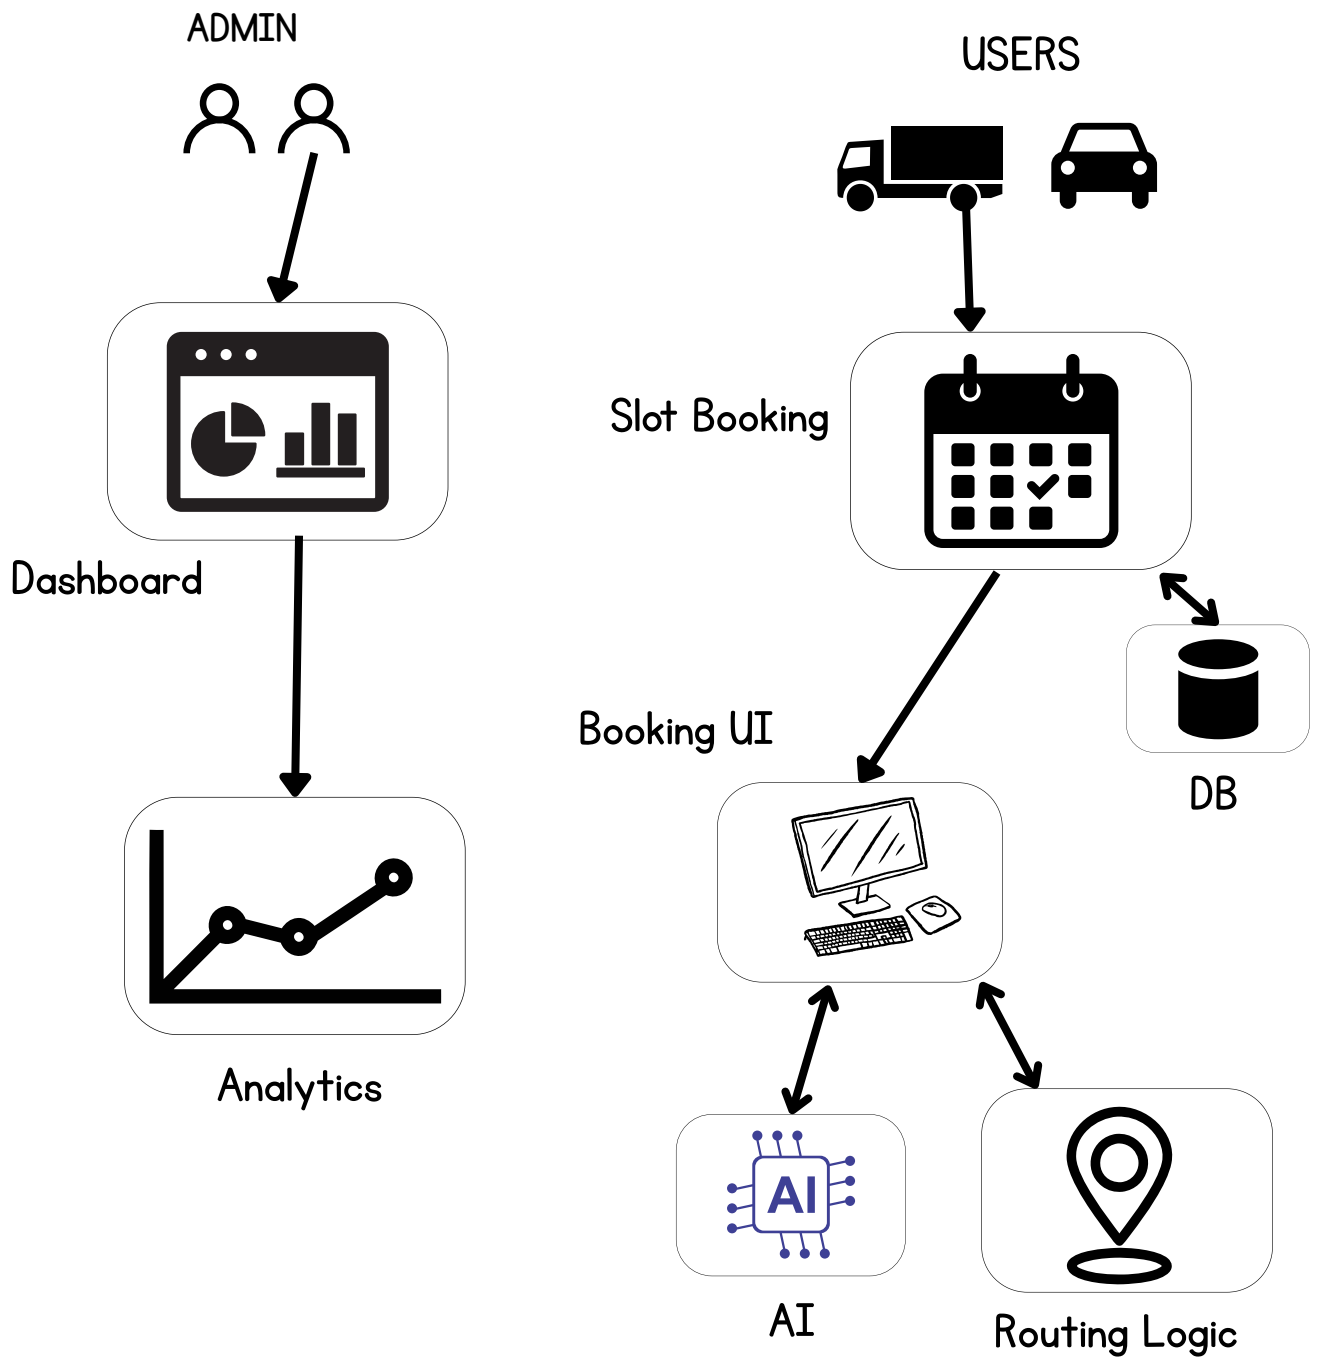 ADMIN
USERS
Slot Booking
Dashboard
Booking UI
DB
Analytics
AI
AI
Routing Logic